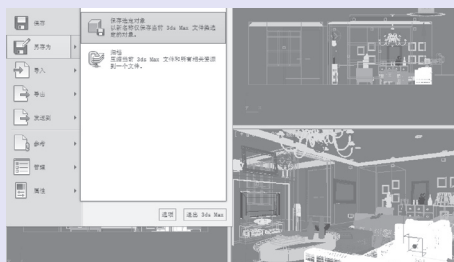 保存
另存为
导入
导出
发送到
参考
管理
属性
保存选定对象
以新名称仅保存当前 3ds Max 文件集选
定的对象。
归档
压缩当前 3ds Max 文件和所有相关资源
到一个文件。
选项
退出 3ds Max